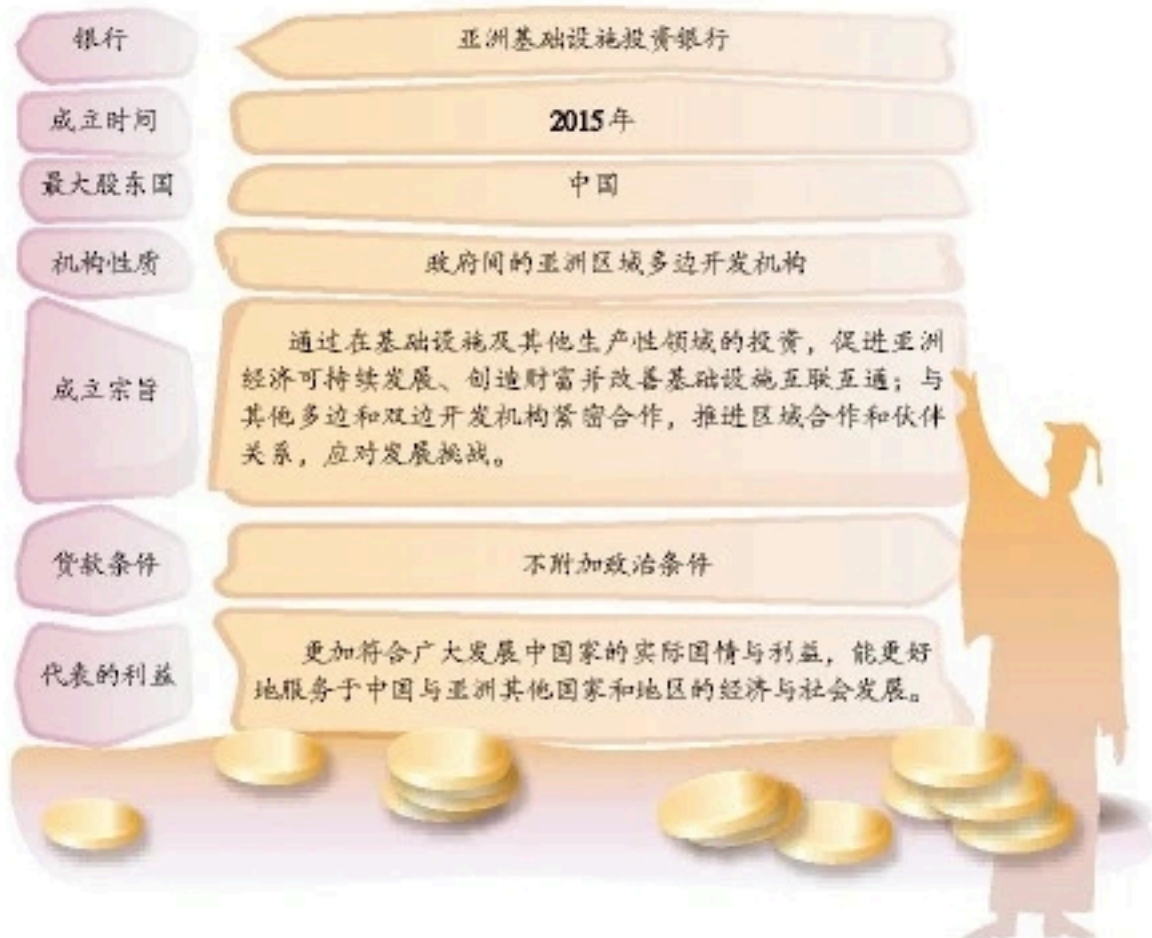 银行
亚洲基础设施投资银行
成立时间
2015年
最大股东国
中国
机构性质
政府间的亚洲区域多边开发机构
成立宗旨
通过在基础设施及其他生产性领域的投资，促进亚洲
经济可持续发展、创造财富并改善基础设施互联互通；与
其他多边和双边开发机构紧密合作，推进区域合作和伙伴
关系，应对发展挑战。
贷款条件
不附加政治条件
代表的利益
更加符合广大发展中国家的实际国情与利益，能更好
地服务于中国与亚洲其他国家和地区的经济与社会发展。